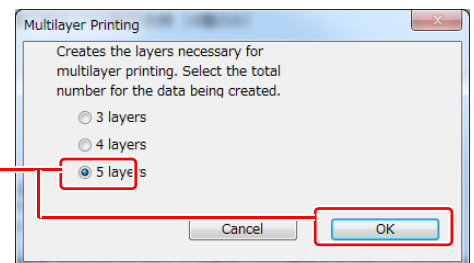 Multilayer Printing
Creates the layers necessary for
multilayer printing. Select the total
number for the data being created.
3 layers
4 layers
5 layers
Cancel OK